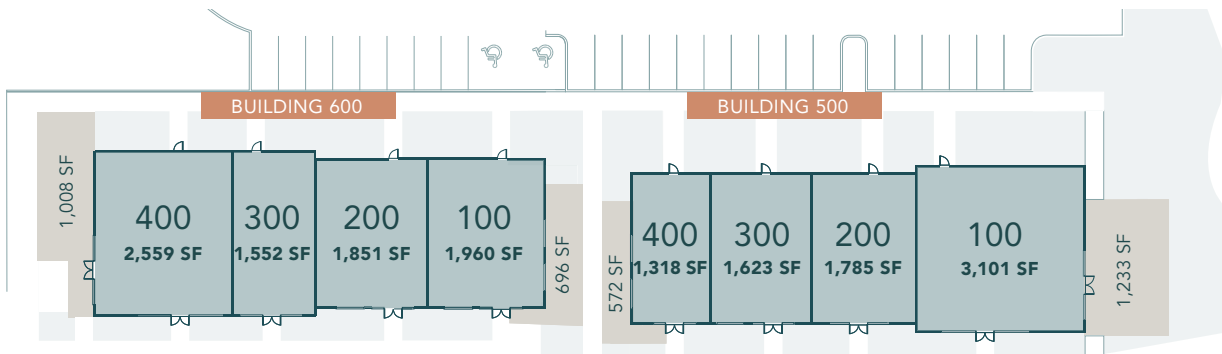 BUILDING 600
BUILDING 500
1,008 SF
400
2,559 SF
300
1,552 SF
200
1,851 SF
100
1,960 SF
696 SF
572 SF
400
1,318 SF
300
1,623 SF
200
1,785 SF
100
3,101 SF
1,233 SF